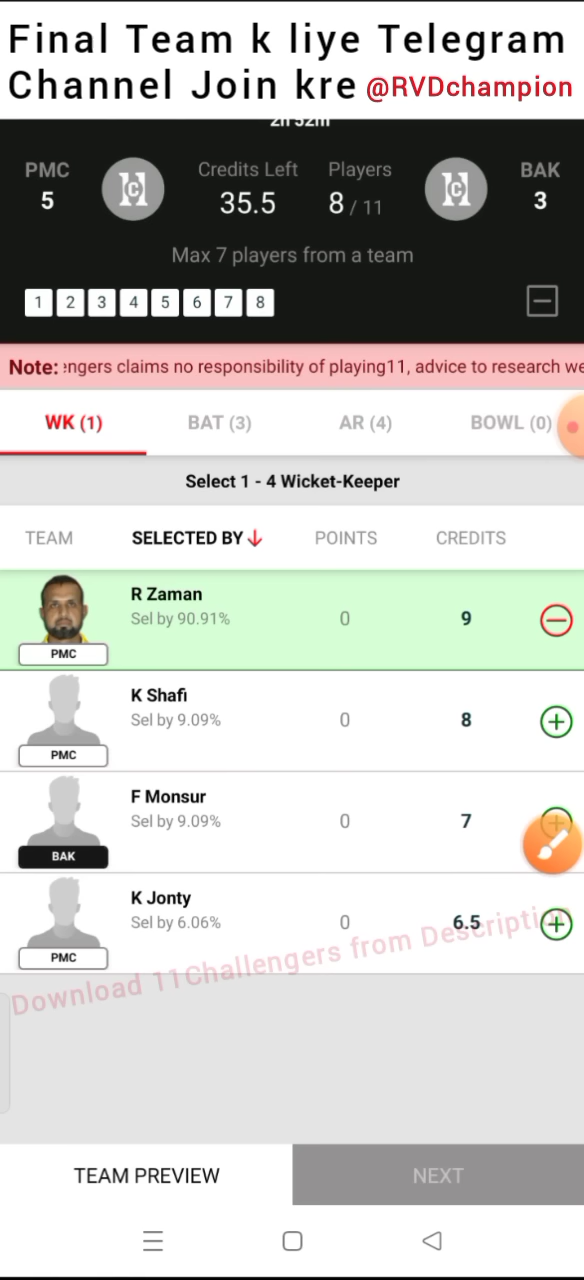 Final Team k liye Telegram
Channel Join kre @RVDchampion
2h 52m
PMC Credits Left Players BAK
5 35.5 8 / 11 3
Max 7 players from a team
1 2 3 4 5 6 7 8
Note: engers claims no responsibility of playing11, advice to research we
WK (1) BAT (3) AR (4) BOWL (0)
Select 1 - 4 Wicket-Keeper
TEAM SELECTED BY POINTS CREDITS
R Zaman
Sel by 90.91% 0 9
PMC
K Shafi
Sel by 9.09% 0 8
PMC
F Monsur
Sel by 9.09% 0 7
BAK
K Jonty
Sel by 6.06% 0 6.5
PMC
Download 11Challengers from Description
TEAM PREVIEW NEXT